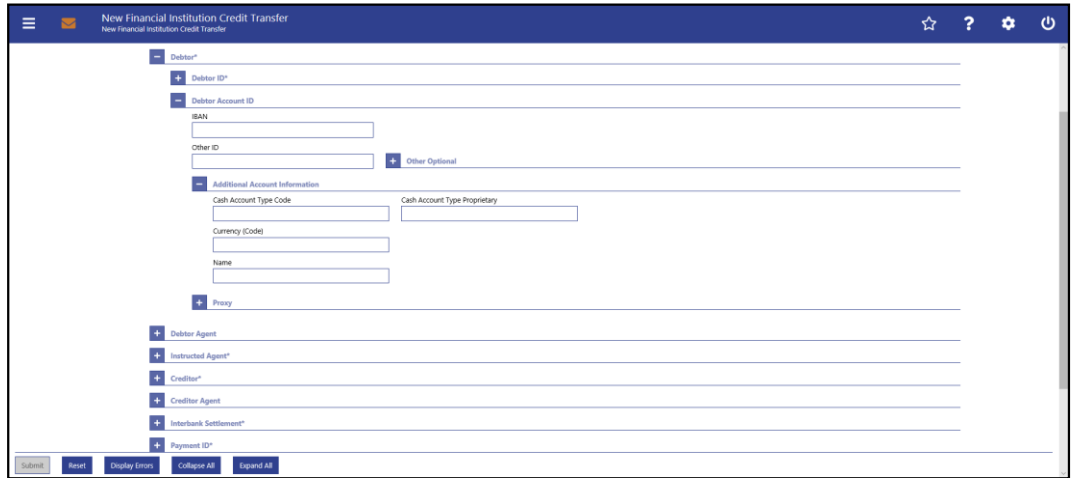 New Financial Institution Credit Transfer
New Financial Institution Credit Transfer
Debtor*
Debtor ID*
Debtor Account ID
IBAN
Other ID
Other Optional
Additional Account Information
Cash Account Type Code Cash Account Type Proprietary
Currency (Code)
Name
Proxy
Debtor Agent
Instructed Agent*
Creditor*
Creditor Agent
Interbank Settlement*
Payment ID*
Submit Reset Display Errors Collapse All Expand All